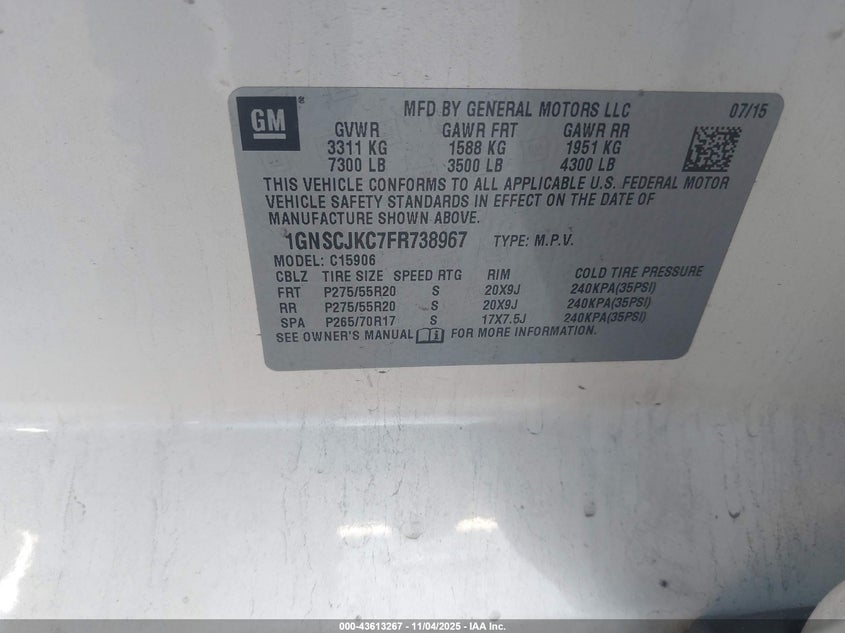 GM
MFD BY GENERAL MOTORS LLC 07/15
GVWR GAWR FRT GAWR RR
3311 KG 1588 KG 1951 KG
7300 LB 3500 LB 4300 LB
THIS VEHICLE CONFORMS TO ALL APPLICABLE U.S. FEDERAL MOTOR
VEHICLE SAFETY STANDARDS IN EFFECT ON THE DATE OF
MANUFACTURE SHOWN ABOVE.
1GNSCJKC7FR738967 TYPE: M.P.V.
MODEL: C15906
CBLZ TIRE SIZE SPEED RTG RIM COLD TIRE PRESSURE
FRT P275/55R20 S 20X9J 240KPA(35PSI)
RR P275/55R20 S 20X9J 240KPA(35PSI)
SPA P265/70R17 S 17X7.5J 240KPA(35PSI)
SEE OWNER'S MANUAL i FOR MORE INFORMATION.
000-43613267 - 11/04/2025 - IAA Inc.